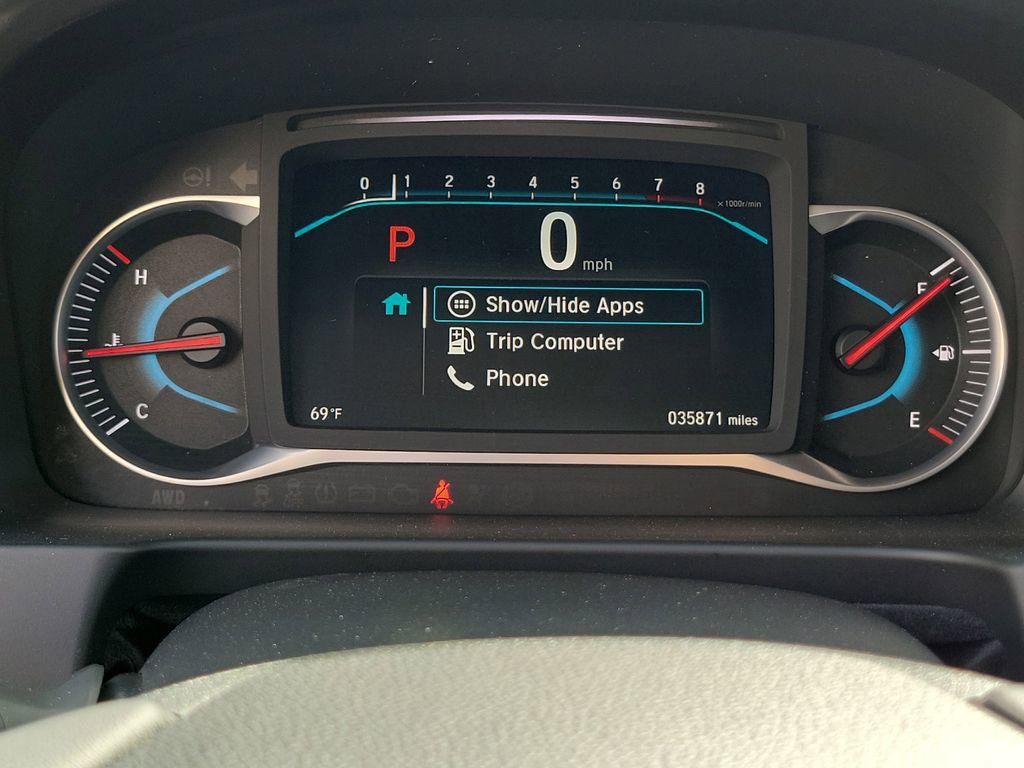 0 1 2 3 4 5 6 7 8
×1000r/min
P 0 mph
H
F
Show/Hide Apps
Trip Computer
Phone
C
E
69°F
035871 miles
AWD